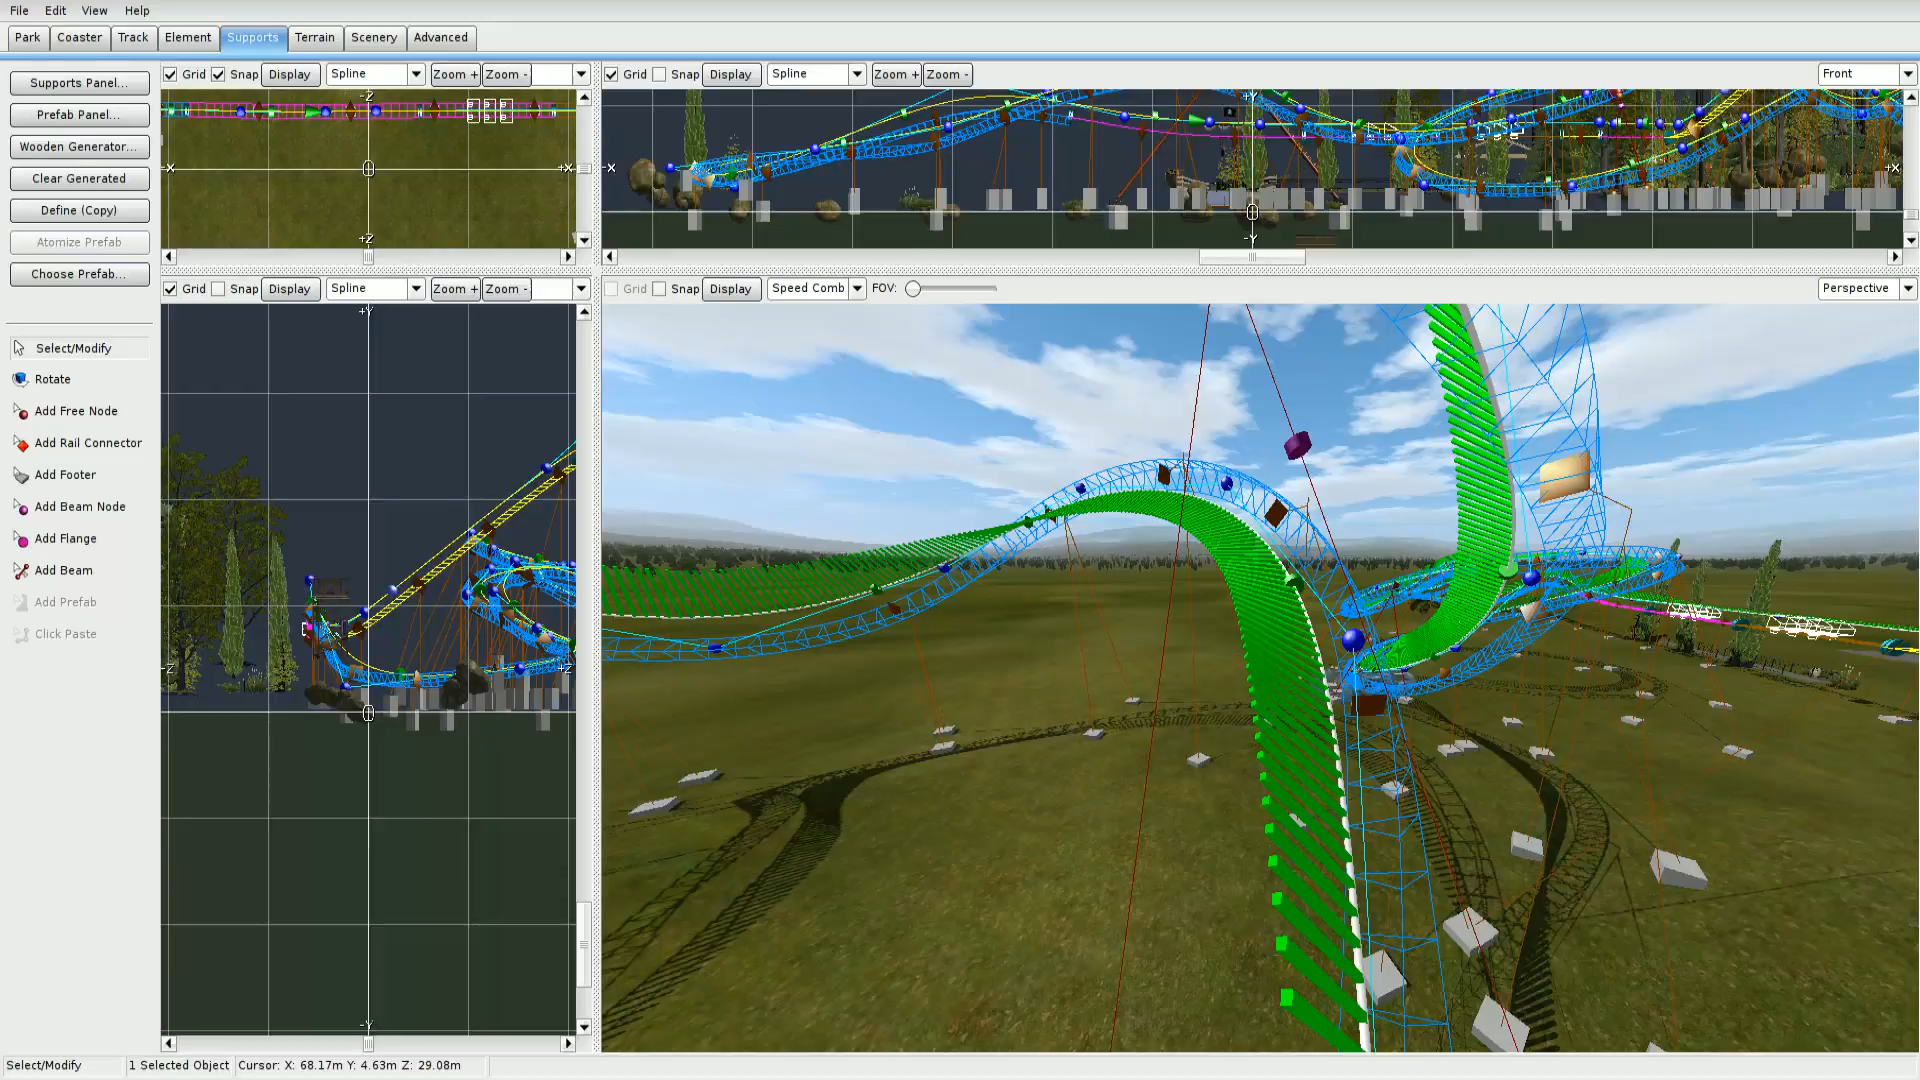 File Edit View Help
Park Coaster Track Element Supports Terrain Scenery Advanced
Supports Panel...
Prefab Panel...
Wooden Generator...
Clear Generated
Define (Copy)
Atomize Prefab
Choose Prefab...
Select/Modify
Rotate
Add Free Node
Add Rail Connector
Add Footer
Add Beam Node
Add Flange
Add Beam
Add Prefab
Click Paste
Grid Snap Display Spline Zoom + Zoom -
-Z
-X +X
+Z
Grid Snap Display Spline Zoom + Zoom - Front
+Y
-X +X
-Y
Grid Snap Display Spline Zoom + Zoom -
+Y
-Z +Z
-Y
Grid Snap Display Speed Comb FOV: Perspective
Select/Modify 1 Selected Object Cursor: X: 68.17m Y: 4.63m Z: 29.08m